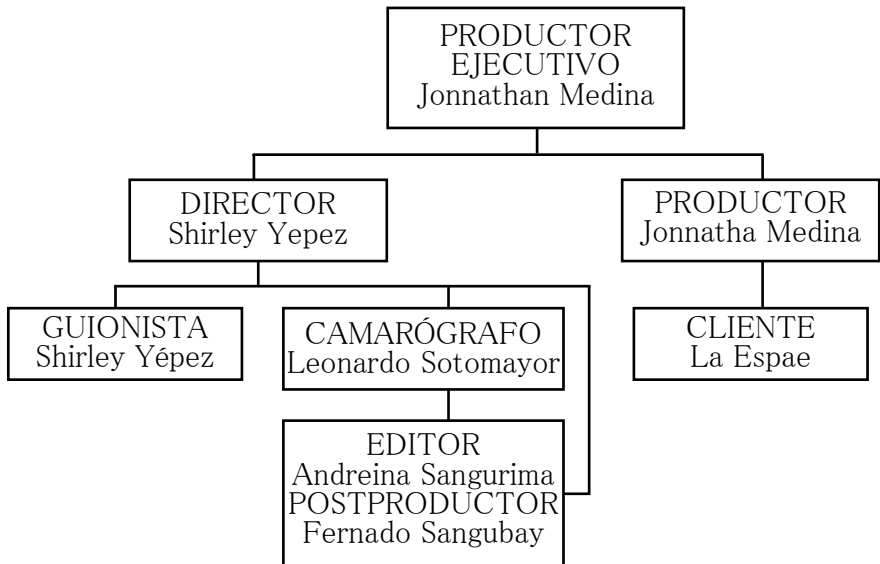 PRODUCTOR
EJECUTIVO
Jonnathan Medina
DIRECTOR
Shirley Yepez
PRODUCTOR
Jonnatha Medina
GUIONISTA
Shirley Yépez
CAMARÓGRAFO
Leonardo Sotomayor
CLIENTE
La Espae
EDITOR
Andreina Sangurima
POSTPRODUCTOR
Fernado Sangubay